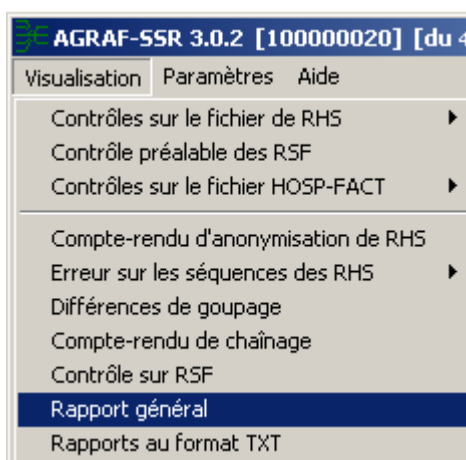 AGRAF-SSR 3.0.2 [100000020] [du 4
Visualisation Paramètres Aide
Contrôles sur le fichier de RHS
Contrôle préalable des RSF
Contrôles sur le fichier HOSP-FACT
Compte-rendu d'anonymisation de RHS
Erreur sur les séquences des RHS
Différences de goupage
Compte-rendu de chaînage
Contrôle sur RSF
Rapport général
Rapports au format TXT